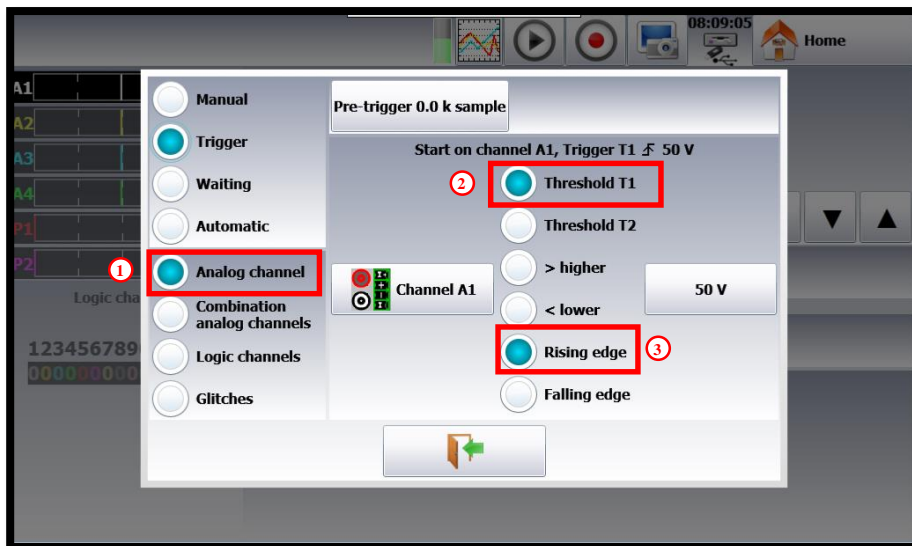 08:09:05
Home
A1
A2
A3
A4
P1
P2
Logic cha
123456789
000000000
Manual
Trigger
Waiting
Automatic
1
Analog channel
Combination
analog channels
Logic channels
Glitches
Pre-trigger 0.0 k sample
Start on channel A1, Trigger T1 50 V
2
Threshold T1
Threshold T2
> higher
< lower
Channel A1
50 V
Rising edge
3
Falling edge